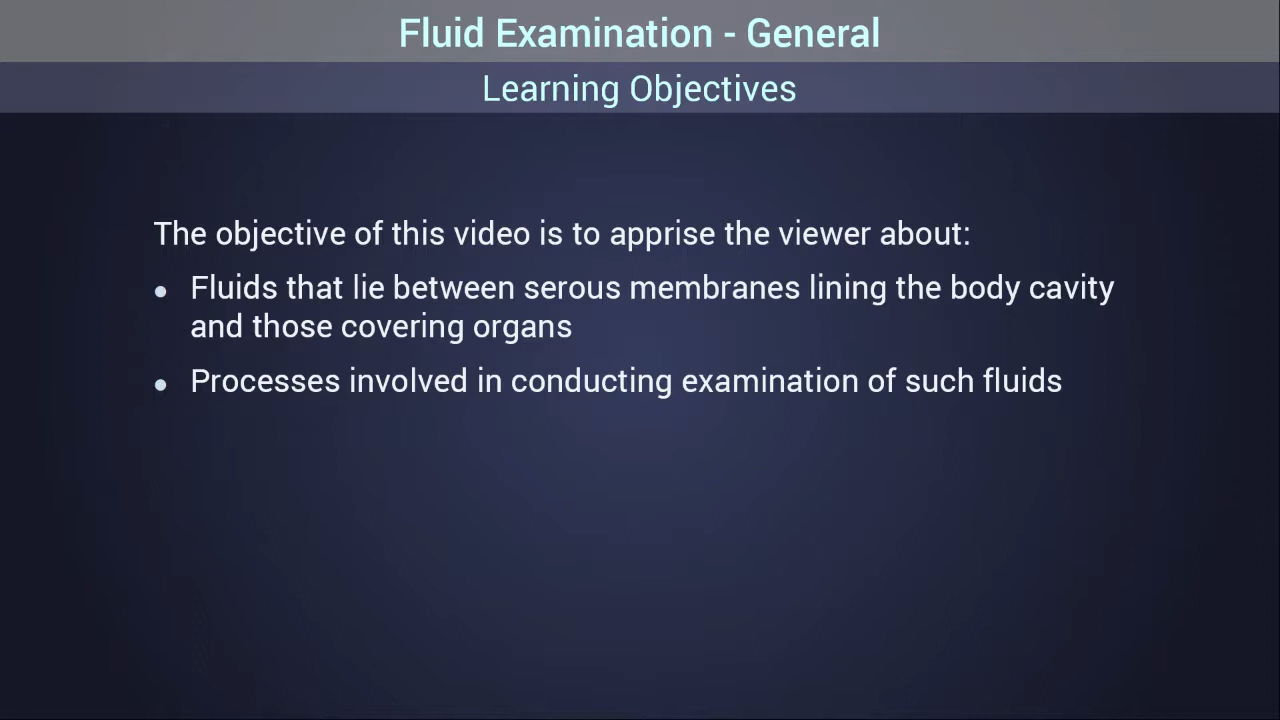 Fluid Examination - General
Learning Objectives
The objective of this video is to apprise the viewer about:
● Fluids that lie between serous membranes lining the body cavity
and those covering organs
● Processes involved in conducting examination of such fluids